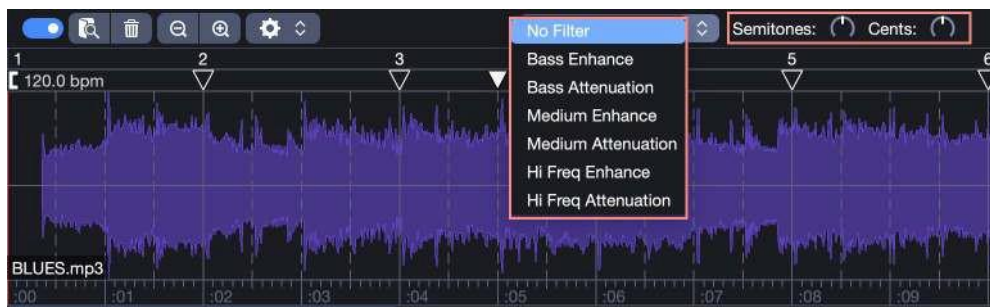 No Filter
Semitones: Cents:
Bass Enhance
Bass Attenuation
Medium Enhance
Medium Attenuation
Hi Freq Enhance
Hi Freq Attenuation
1 2 3 5 6
120.0 bpm
BLUES.mp3
:00 :01 :02 :03 :04 :05 :06 :07 :08 :09